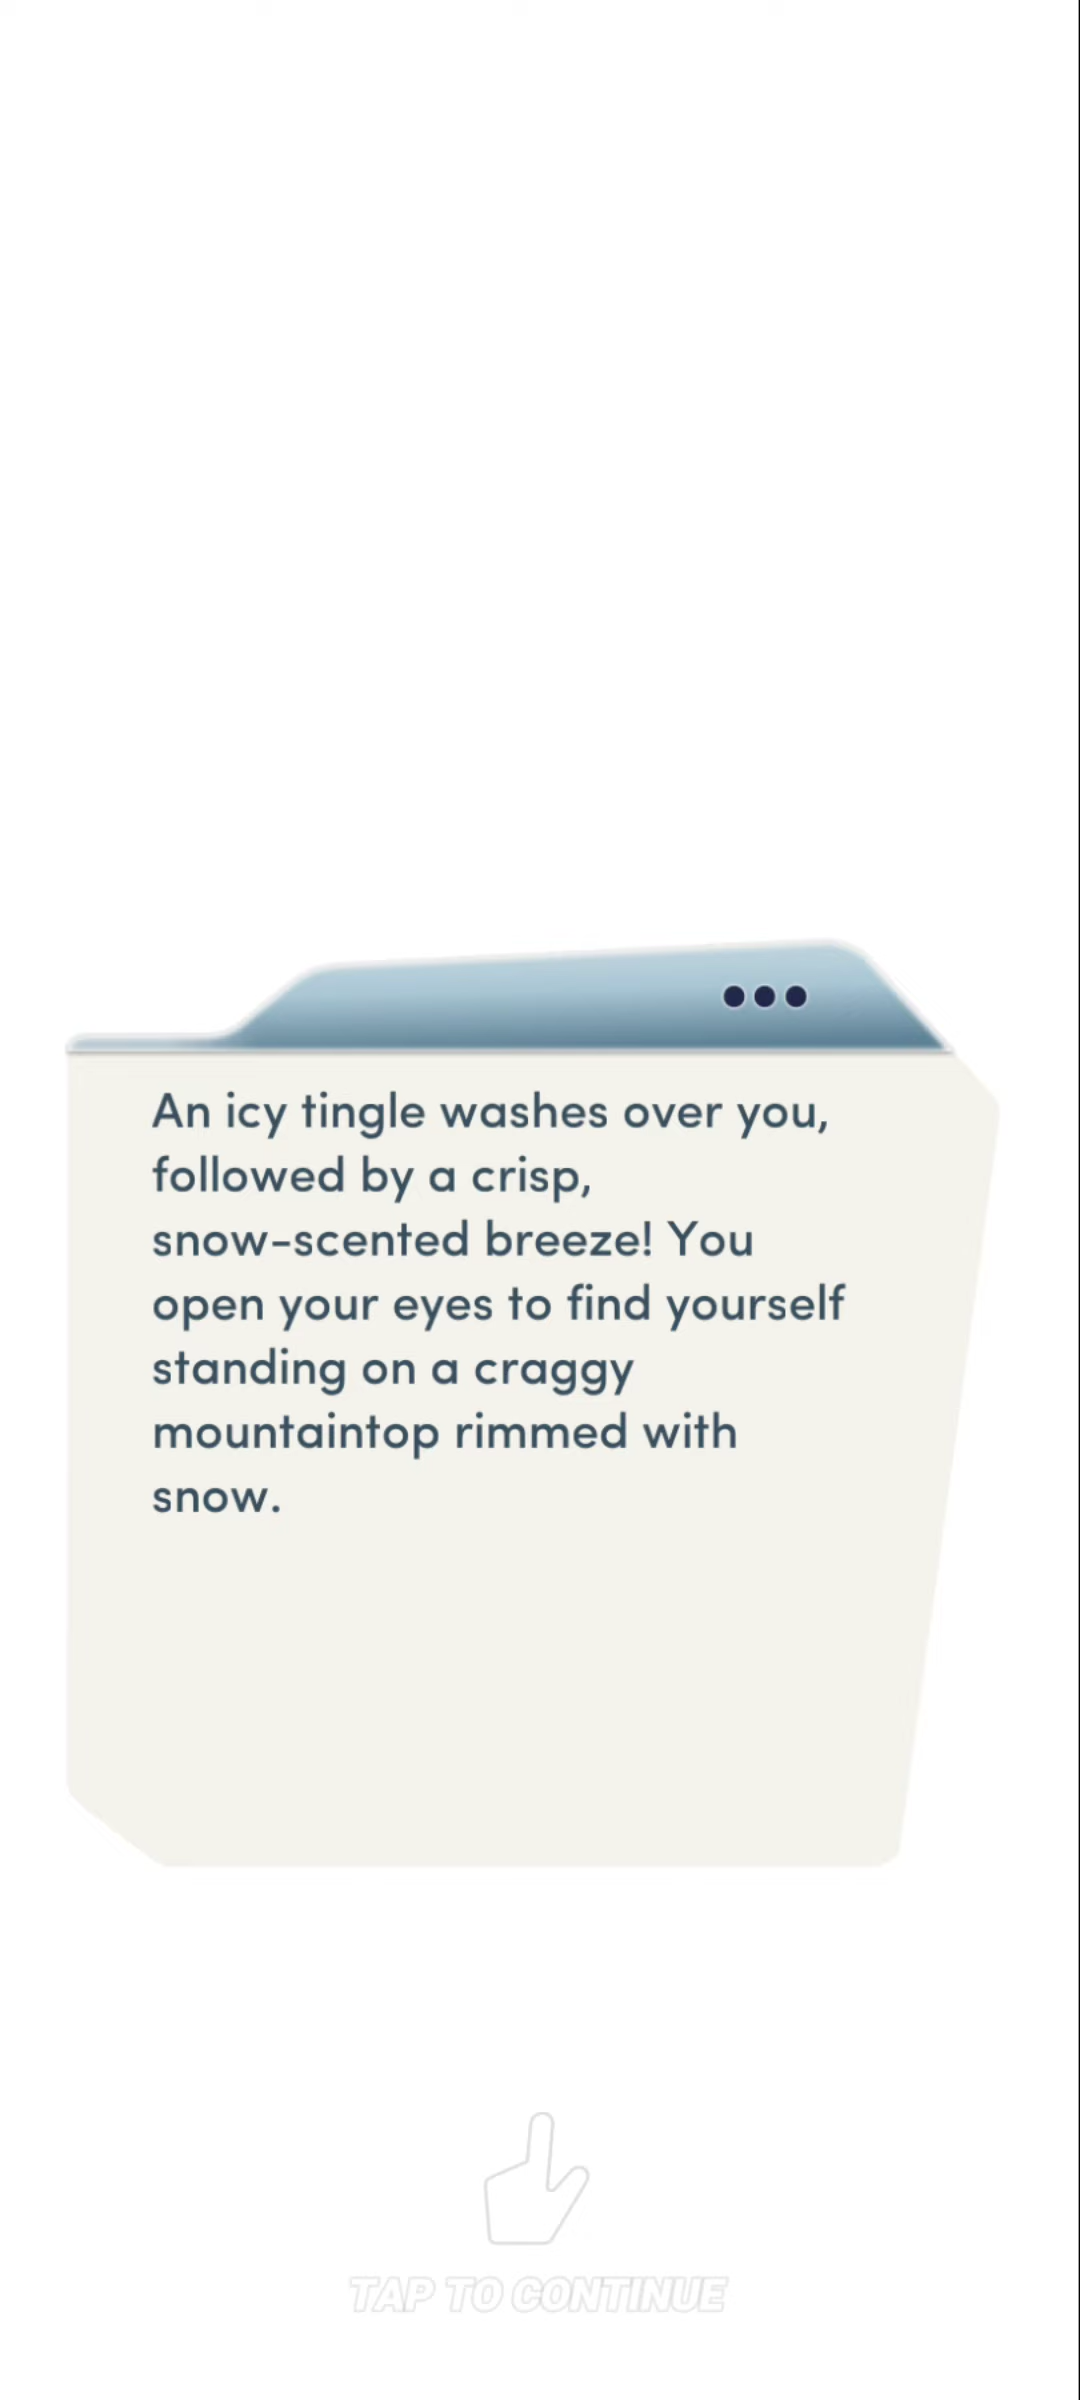 An icy tingle washes over you,
followed by a crisp,
snow-scented breeze! You
open your eyes to find yourself
standing on a craggy
mountaintop rimmed with
snow.
TAP TO CONTINUE